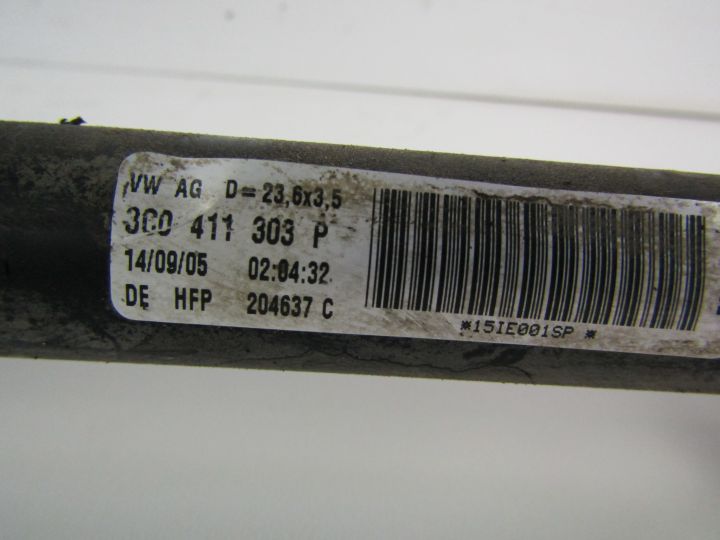 VW AG D=23,6x3,5
3C0 411 303 P
14/09/05 02:04:32
DE HFP 204637 C
*15IE001SP *